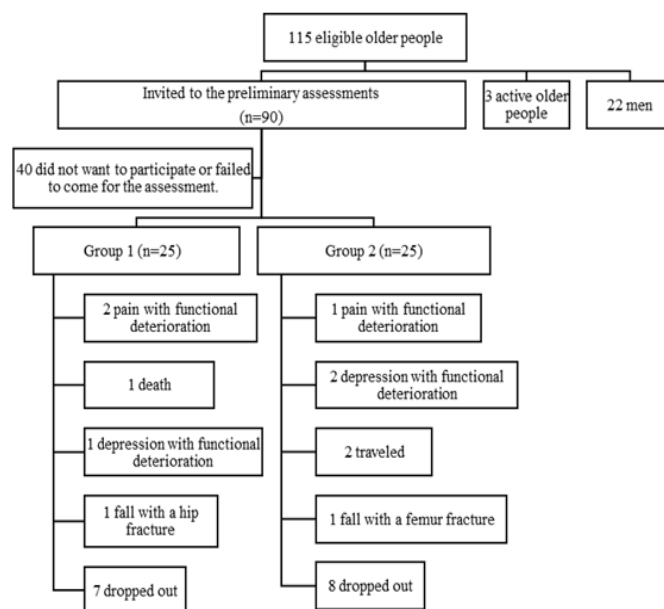 115 eligible older people
Invited to the preliminary assessments
(n=90)
3 active older
people
22 men
40 did not want to participate or failed
to come for the assessment.
Group 1 (n=25)
Group 2 (n=25)
2 pain with functional
deterioration
1 pain with functional
deterioration
1 death
2 depression with functional
deterioration
1 depression with functional
deterioration
2 traveled
1 fall with a hip
fracture
1 fall with a femur fracture
7 dropped out
8 dropped out